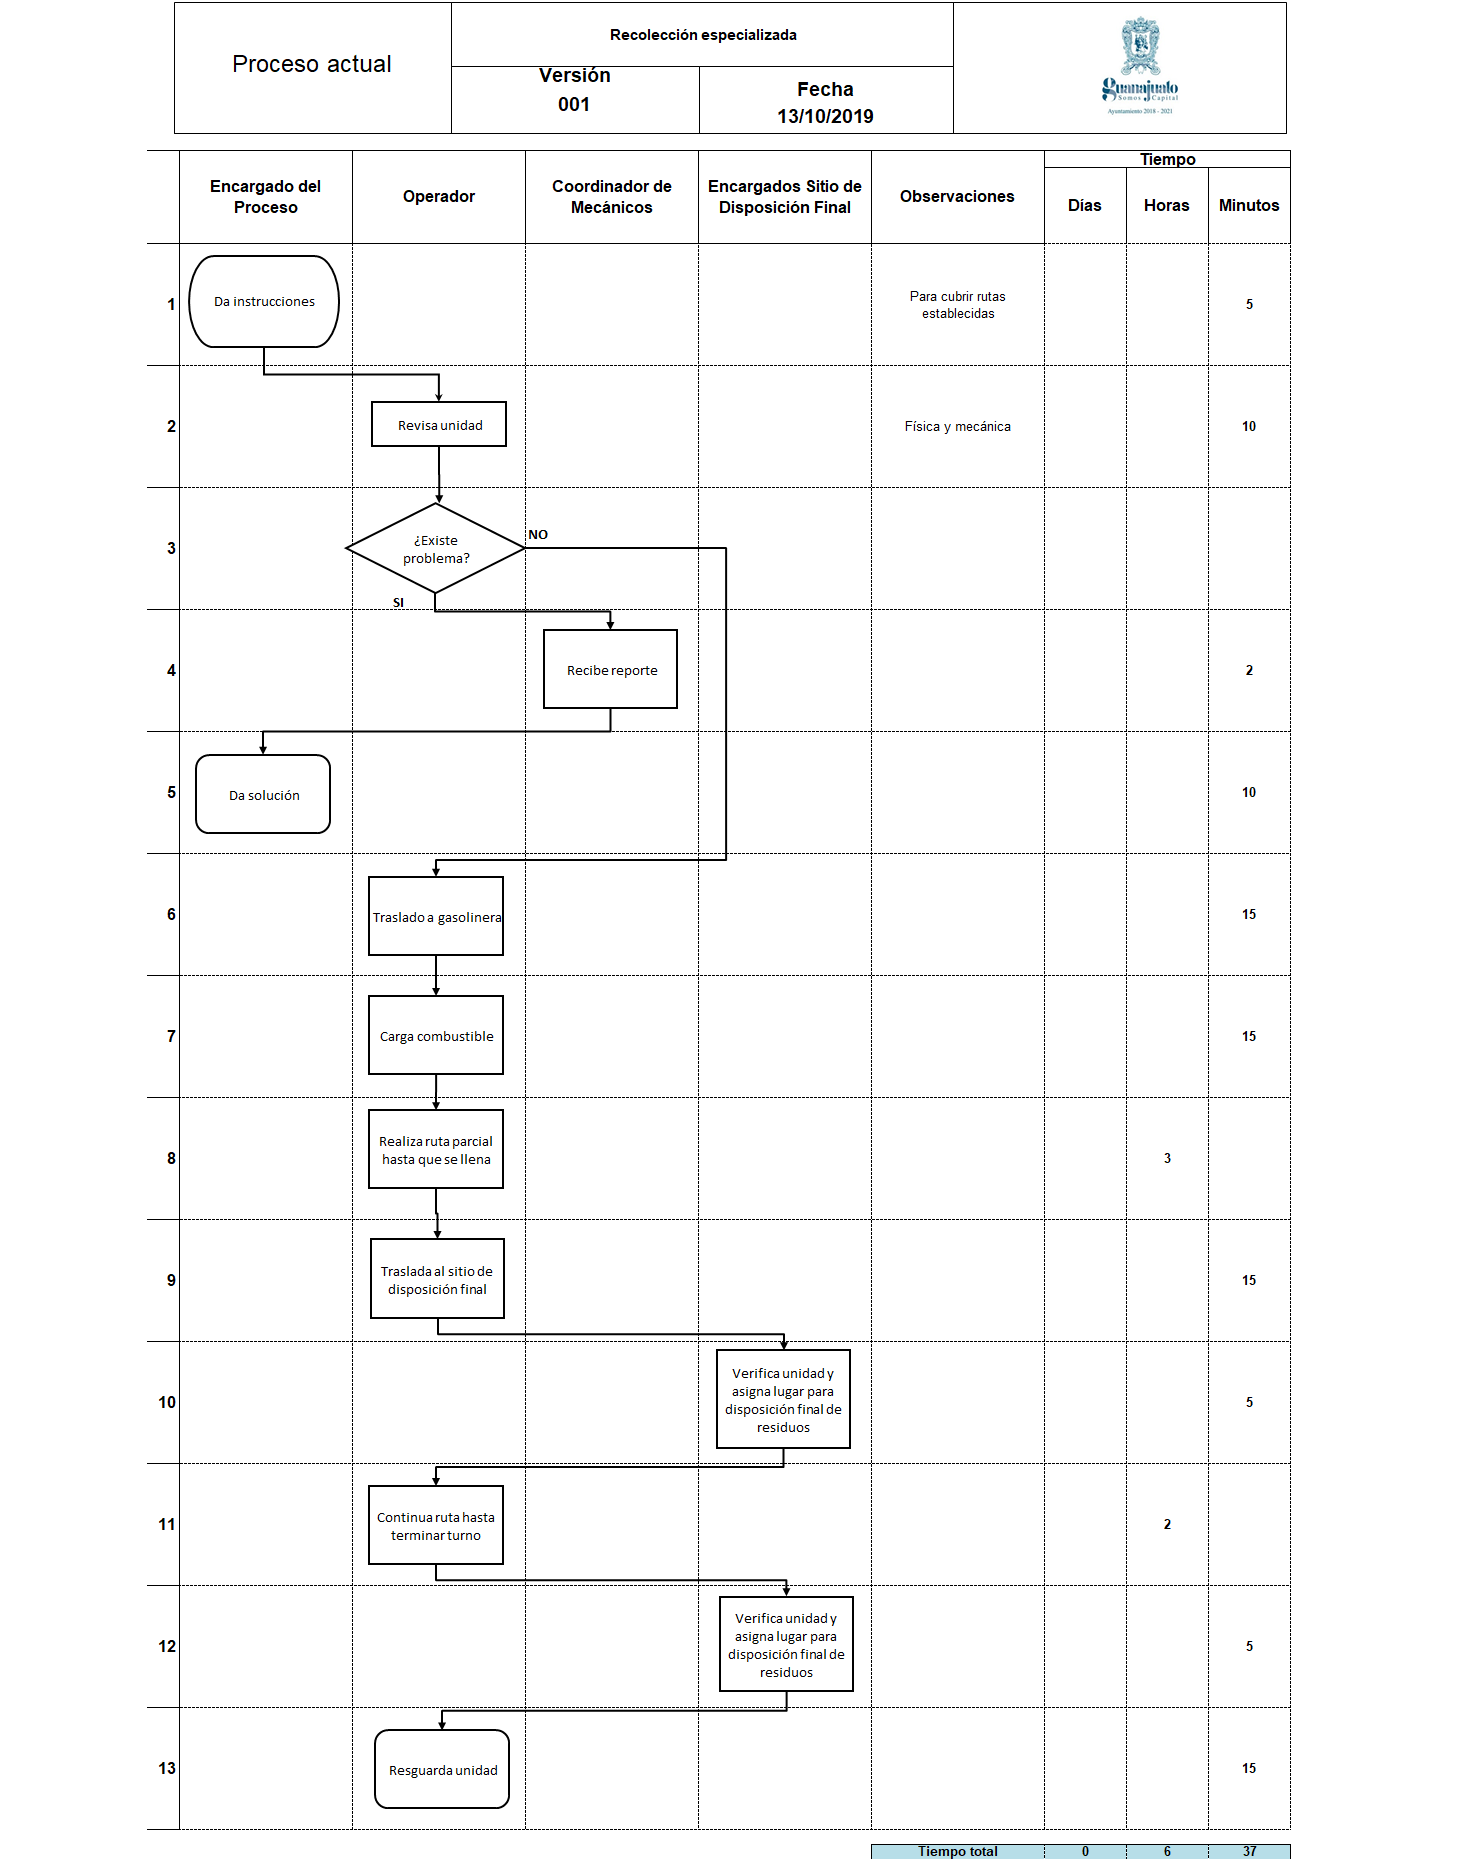 Proceso actual
Recolección especializada
Versión
001
Fecha
13/10/2019
Guanajuato
Somos Capital
Ayuntamiento 2018 - 2021
Encargado del
Proceso
Operador
Coordinador de
Mecánicos
Encargados Sitio de
Disposición Final
Observaciones
Tiempo
Días
Horas
Minutos
1
Da instrucciones
Para cubrir rutas
establecidas
5
2
Revisa unidad
Física y mecánica
10
3
¿Existe
problema?
NO
SI
4
Recibe reporte
2
5
Da solución
10
6
Traslado a gasolinera
15
7
Carga combustible
15
8
Realiza ruta parcial
hasta que se llena
3
9
Traslada al sitio de
disposición final
15
10
Verifica unidad y
asigna lugar para
disposición final de
residuos
5
11
Continua ruta hasta
terminar turno
2
12
Verifica unidad y
asigna lugar para
disposición final de
residuos
5
13
Resguarda unidad
15
Tiempo total
0
6
37